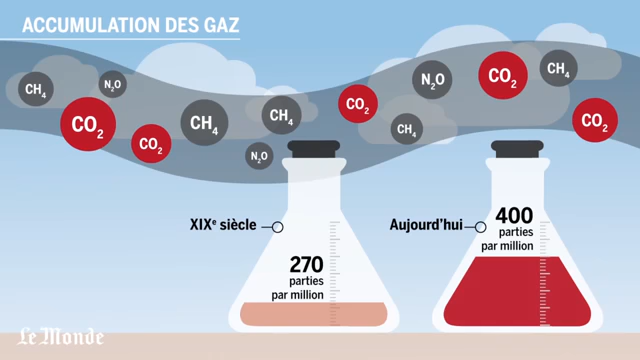 ACCUMULATION DES GAZ
CH₄
N₂O
CO₂
CO₂
CH₄
CH₄
N₂O
CO₂
CH₄
N₂O
CO₂
CH₄
CO₂
XIXᵉ siècle
270
parties
par million
Aujourd'hui
400
parties
par million
Le Monde